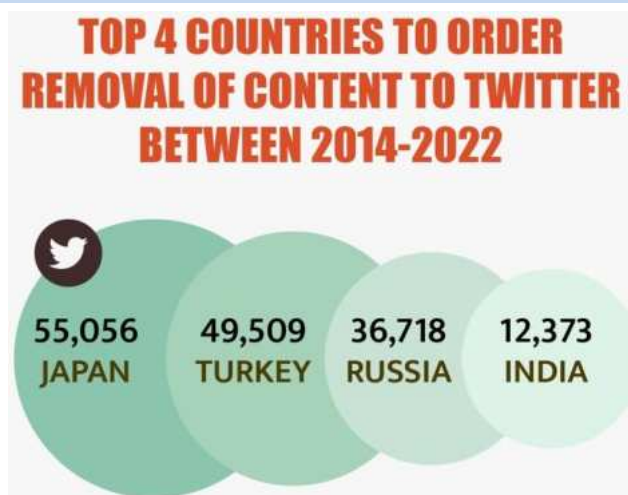 TOP 4 COUNTRIES TO ORDER
REMOVAL OF CONTENT TO TWITTER
BETWEEN 2014-2022
55,056 49,509 36,718 12,373
JAPAN TURKEY RUSSIA INDIA